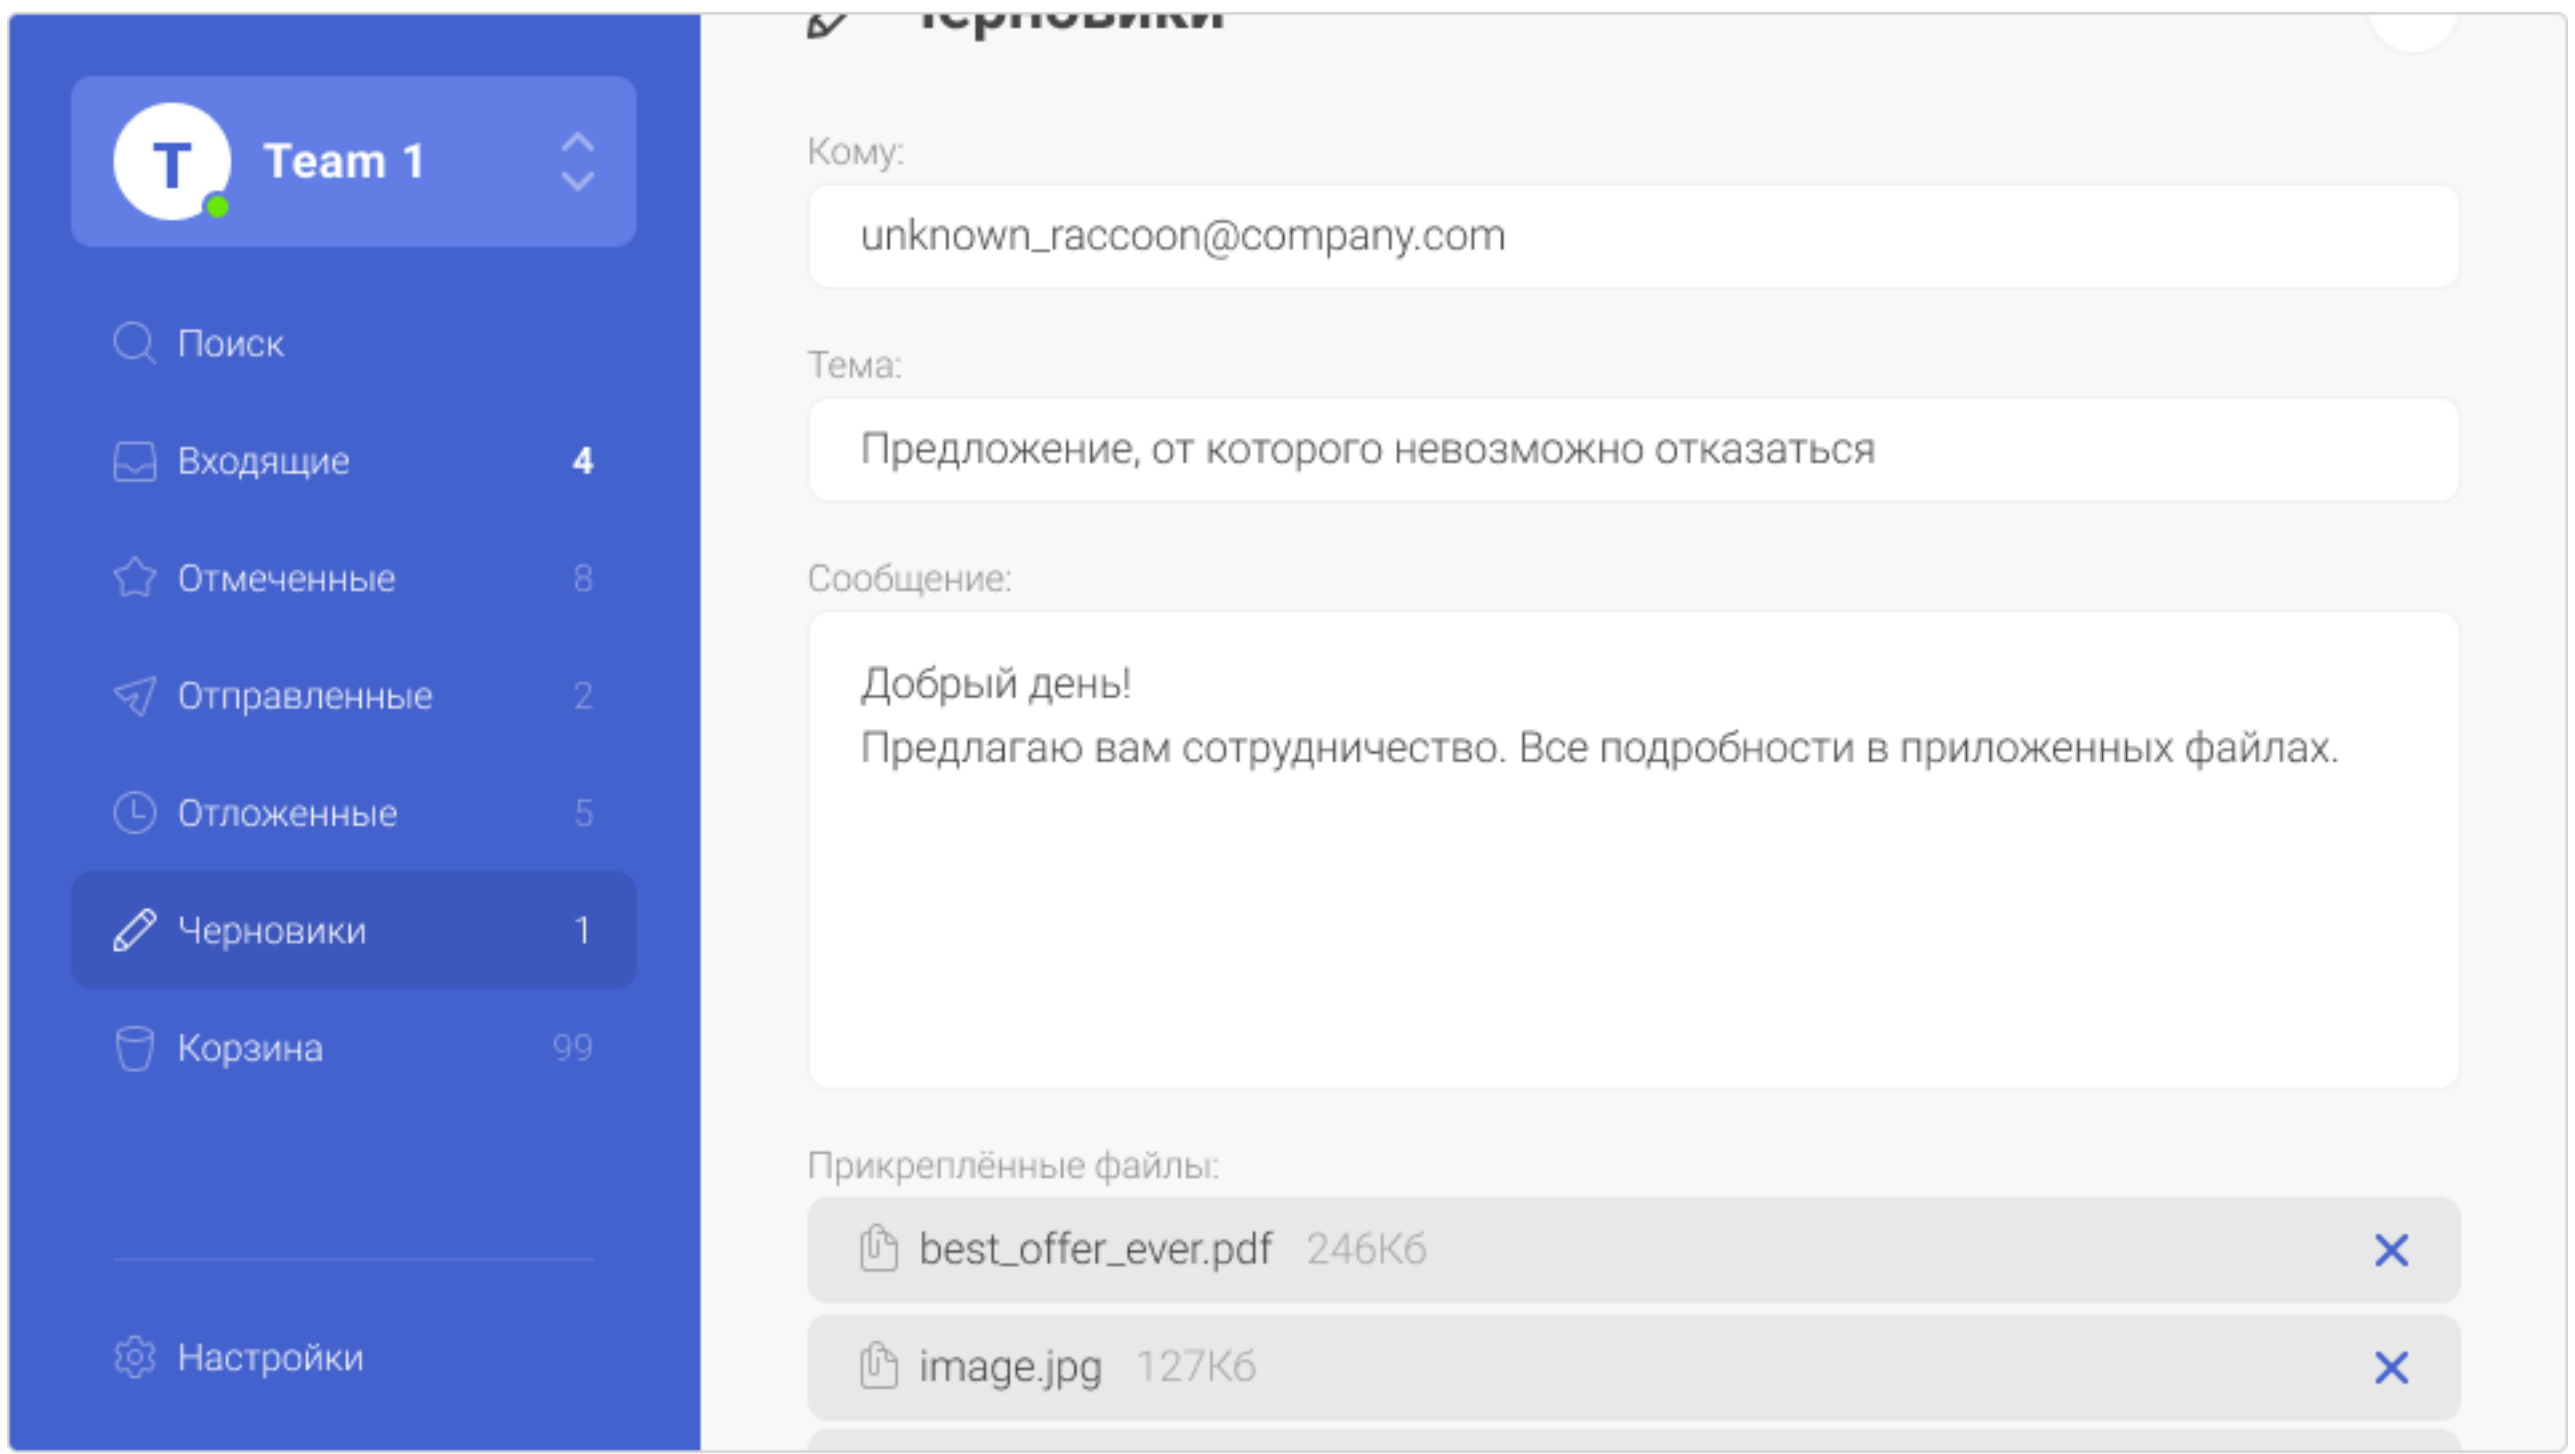 T Team 1
Поиск
Входящие 4
Отмеченные 8
Отправленные 2
Отложенные 5
Черновики 1
Корзина 99
Настройки
Черновики
Кому:
unknown_raccoon@company.com
Тема:
Предложение, от которого невозможно отказаться
Сообщение:
Добрый день!
Предлагаю вам сотрудничество. Все подробности в приложенных файлах.
Прикреплённые файлы:
best_offer_ever.pdf 246Кб
image.jpg 127Кб